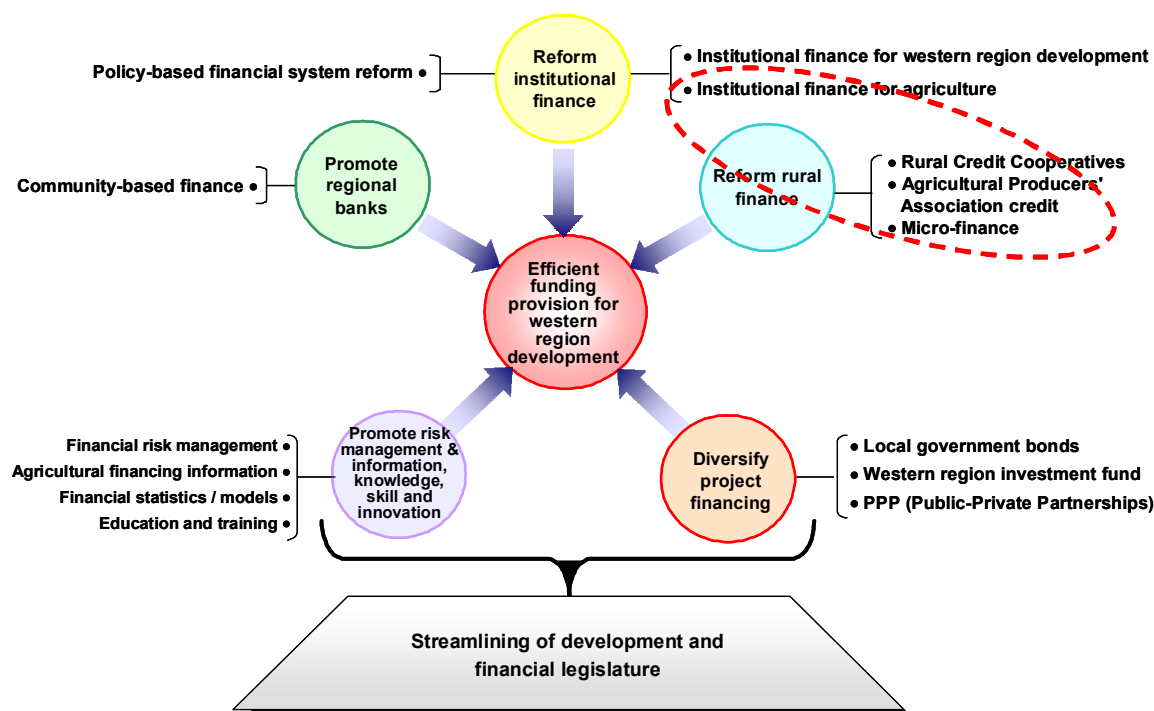 Reform
institutional
finance
Policy-based financial system reform •
• Institutional finance for western region development
• Institutional finance for agriculture
Promote
regional
banks
Community-based finance •
Reform rural
finance
• Rural Credit Cooperatives
• Agricultural Producers'
Association credit
• Micro-finance
Efficient
funding
provision for
western
region
development
Promote risk
management &
information,
knowledge,
skill and
innovation
Financial risk management •
Agricultural financing information •
Financial statistics / models •
Education and training •
Diversify
project
financing
• Local government bonds
• Western region investment fund
• PPP (Public-Private Partnerships)
Streamlining of development and
financial legislature